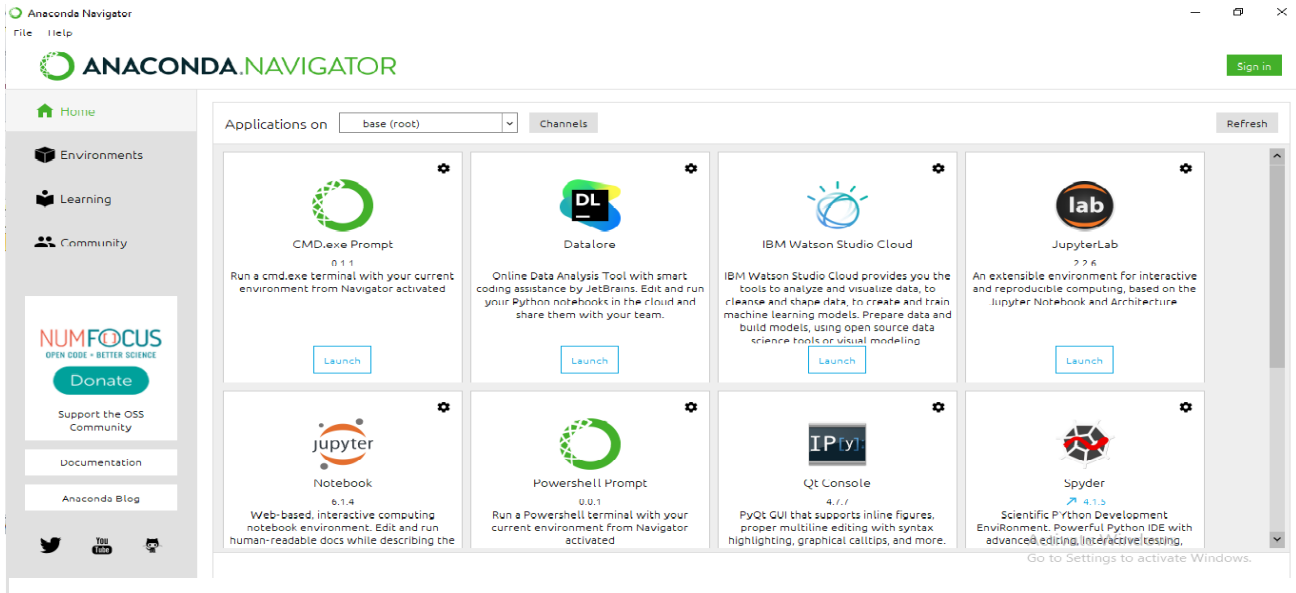 Anaconda Navigator
File Help
ANACONDA.NAVIGATOR
Sign in
Home
Environments
Learning
Community
NUMFOCUS
OPEN CODE = BETTER SCIENCE
Donate
Support the OSS
Community
Documentation
Anaconda Blog
You
Tube
Applications on base (root) Channels Refresh
CMD.exe Prompt
0.1.1
Run a cmd.exe terminal with your current
environment from Navigator activated
Launch
DL
Datalore
Online Data Analysis Tool with smart
coding assistance by JetBrains. Edit and run
your Python notebooks in the cloud and
share them with your team.
Launch
IBM Watson Studio Cloud
IBM Watson Studio Cloud provides you the
tools to analyze and visualize data, to
cleanse and shape data, to create and train
machine learning models. Prepare data and
build models, using open source data
science tools or visual modeling
Launch
lab
JupyterLab
2.2.6
An extensible environment for interactive
and reproducible computing, based on the
Jupyter Notebook and Architecture
Launch
jupyter
Notebook
6.1.4
Web-based, interactive computing
notebook environment. Edit and run
human-readable docs while describing the
Powershell Prompt
0.0.1
Run a Powershell terminal with your
current environment from Navigator
activated
IP[y]:
Qt Console
4.7.7
PyQt GUI that supports inline figures,
proper multiline editing with syntax
highlighting, graphical calltips, and more.
Spyder
4.1.5
Scientific PYthon Development
EnviRonment. Powerful Python IDE with
advanced editing, interactive testing,
Activate Windows
Go to Settings to activate Windows.